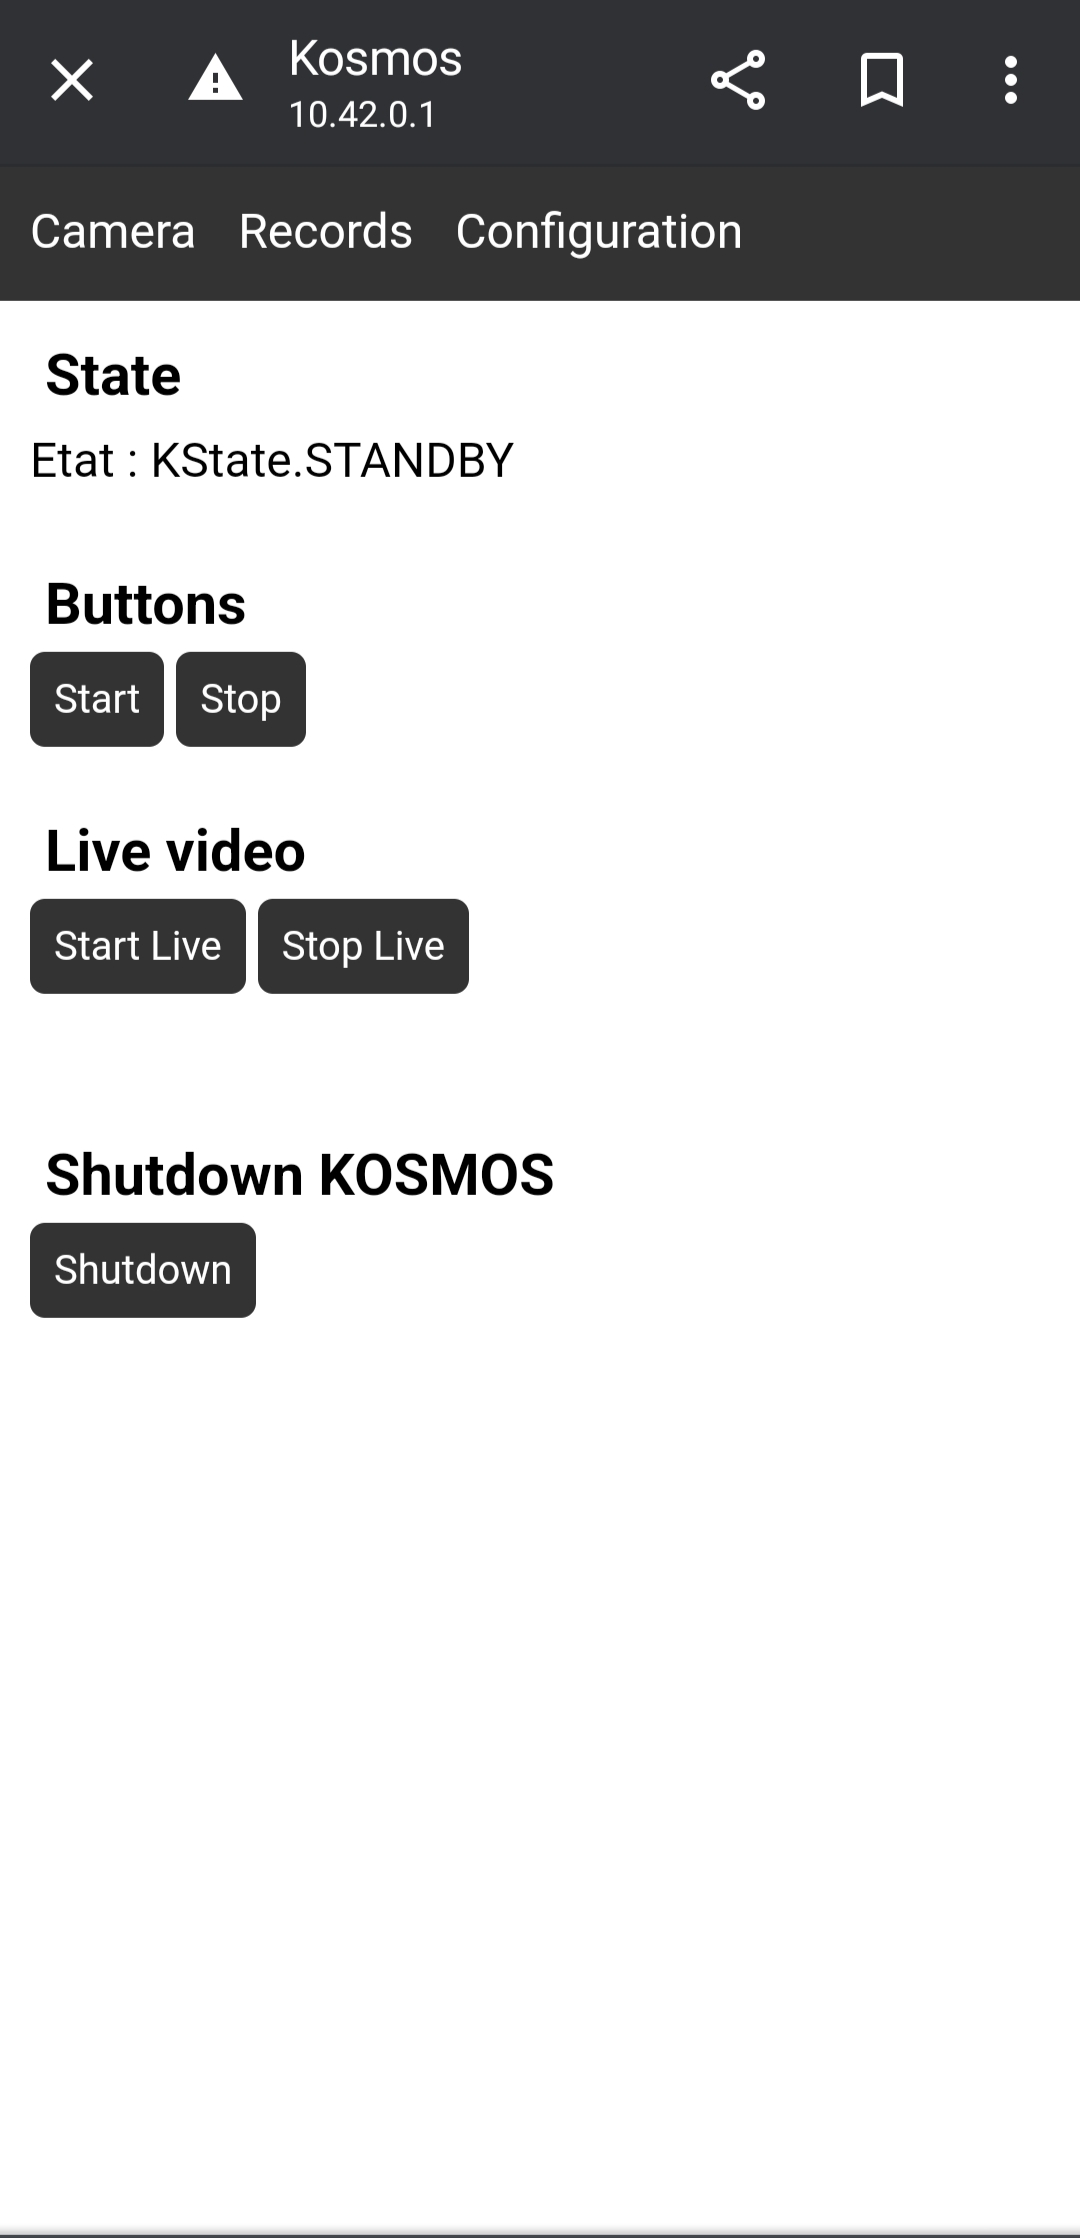 Kosmos
10.42.0.1
Camera Records Configuration
State
Etat : KState.STANDBY
Buttons
Start Stop
Live video
Start Live Stop Live
Shutdown KOSMOS
Shutdown